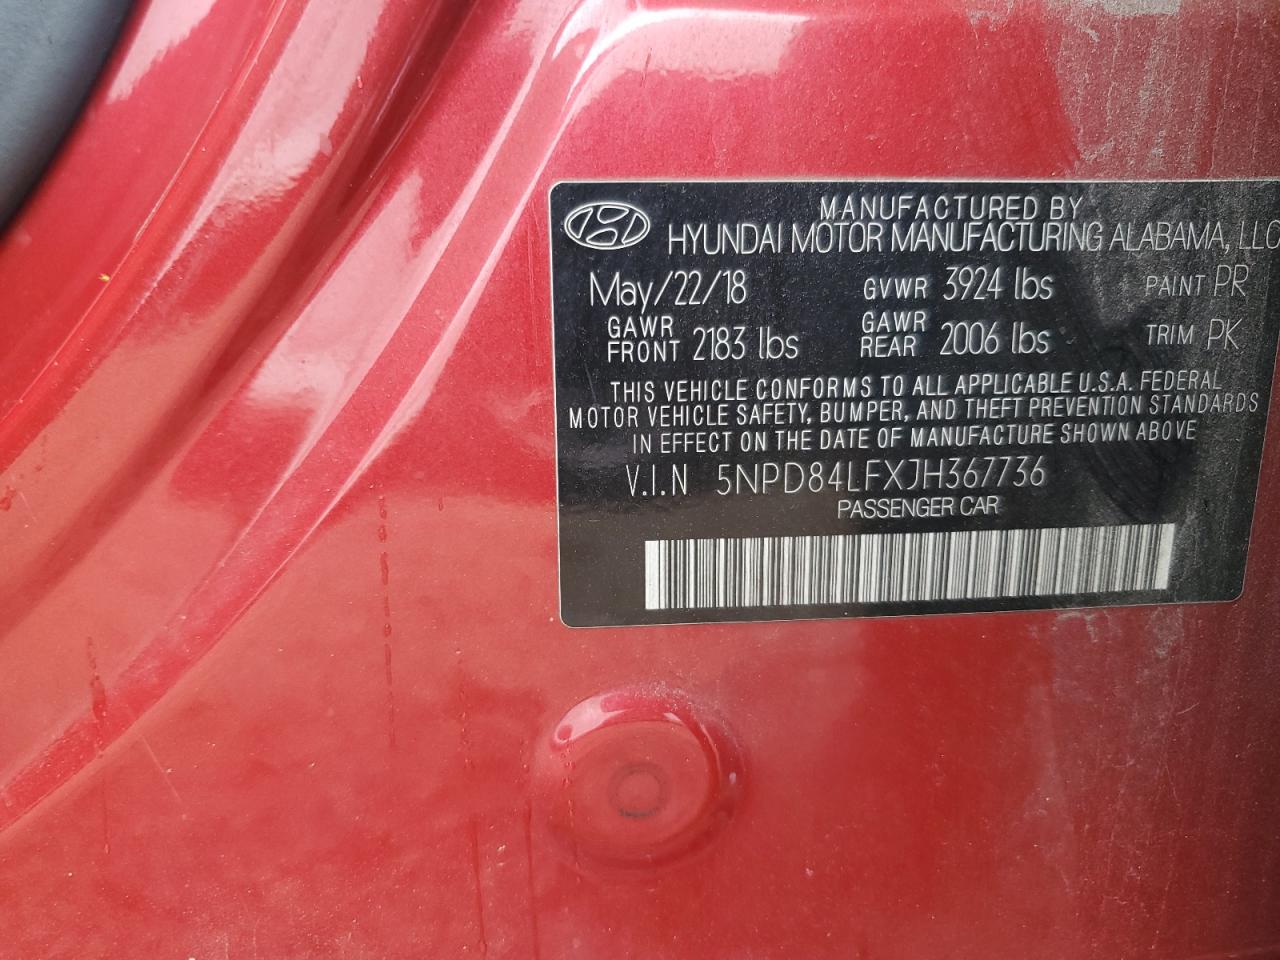 MANUFACTURED BY
HYUNDAI MOTOR MANUFACTURING ALABAMA, LLC
May/22/18 GVWR 3924 lbs PAINT PR
GAWR FRONT 2183 lbs GAWR REAR 2006 lbs TRIM PK
THIS VEHICLE CONFORMS TO ALL APPLICABLE U.S.A. FEDERAL
MOTOR VEHICLE SAFETY, BUMPER, AND THEFT PREVENTION STANDARDS
IN EFFECT ON THE DATE OF MANUFACTURE SHOWN ABOVE
V.I.N 5NPD84LFXJH367736
PASSENGER CAR